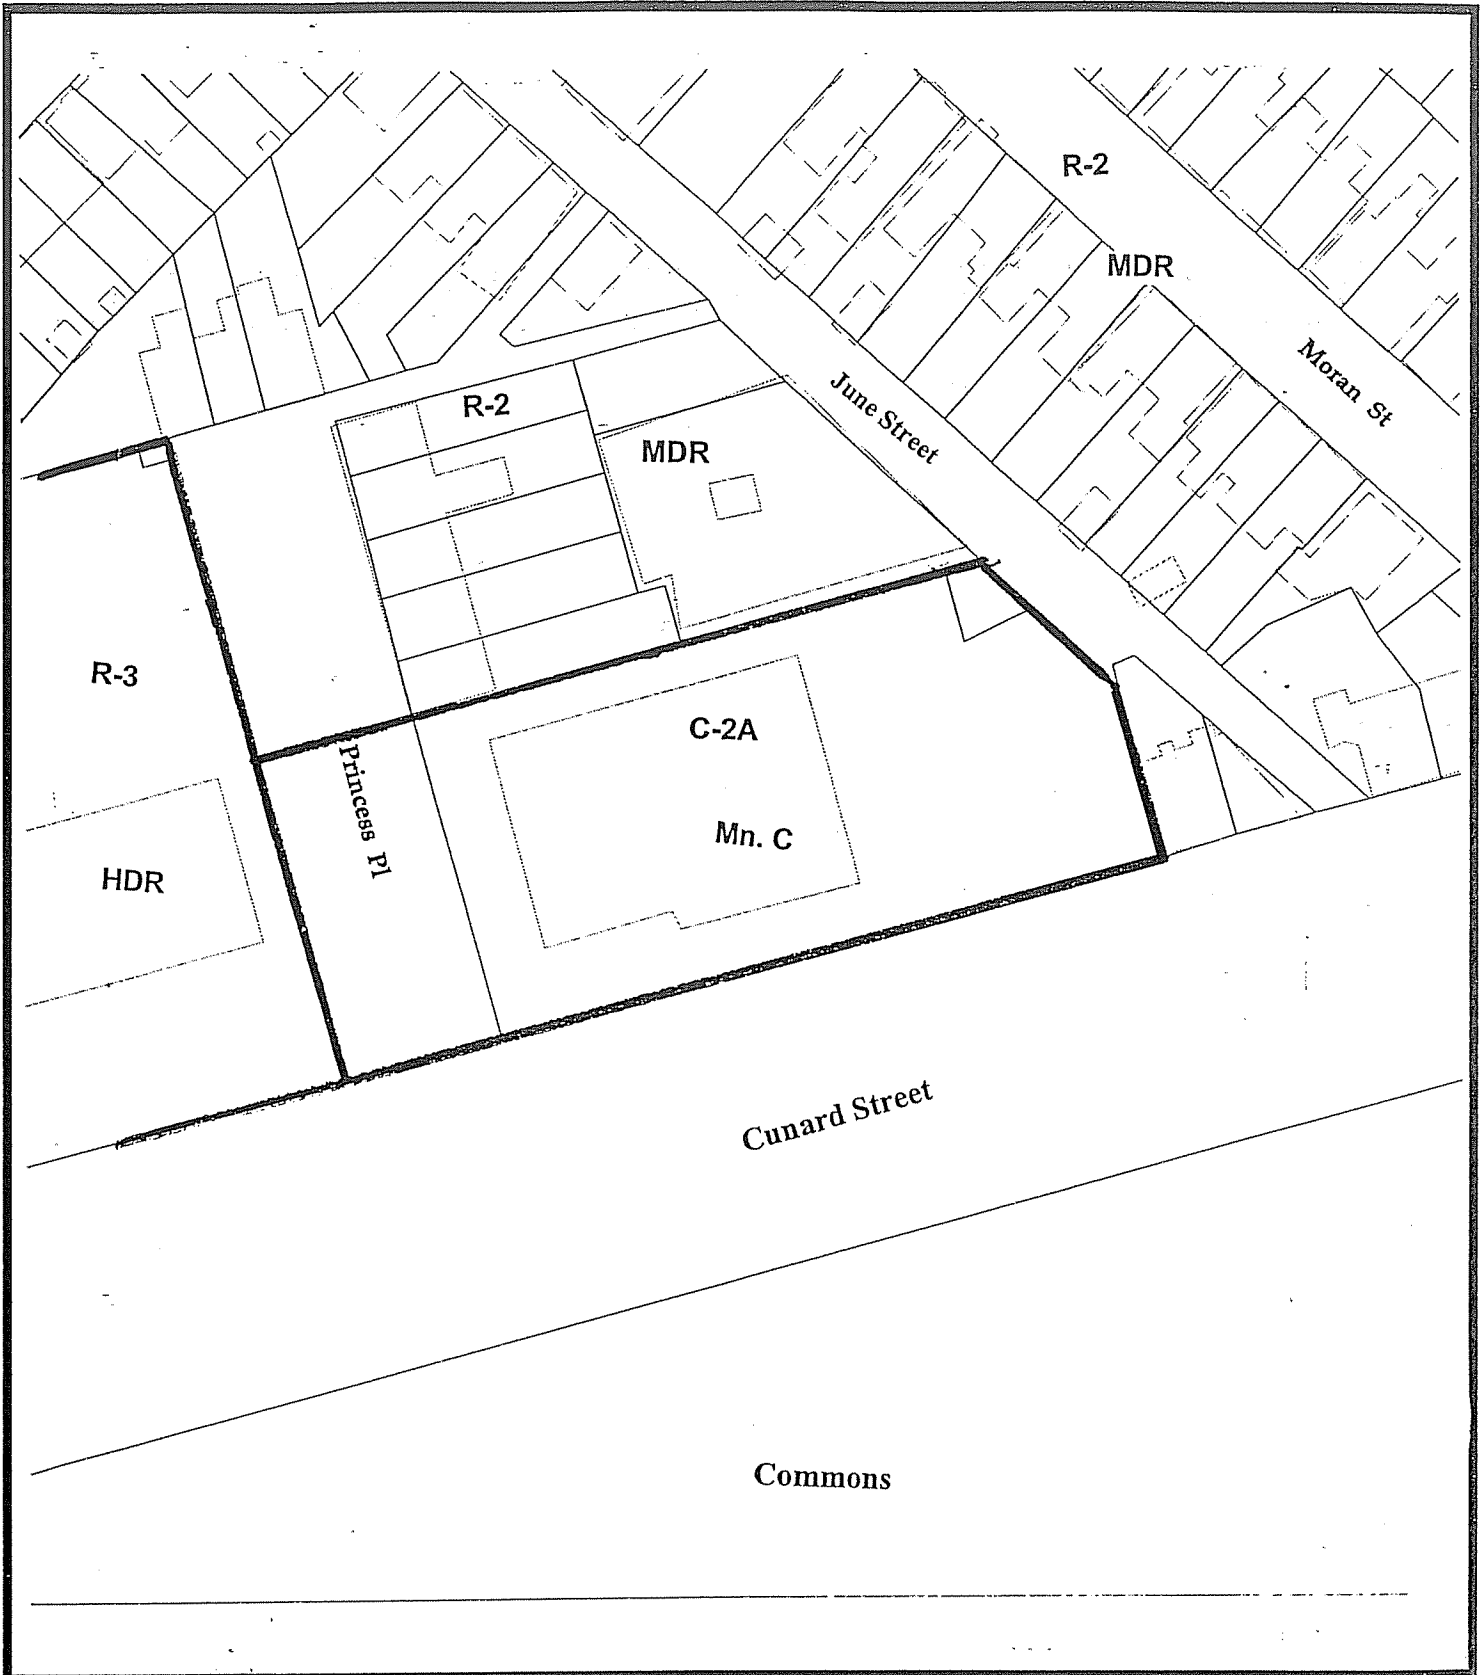 R-2
MDR
Moran St
June Street
R-2
MDR
R-3
C-2A
Princess Pl
Mn. C
HDR
Cunard Street
Commons